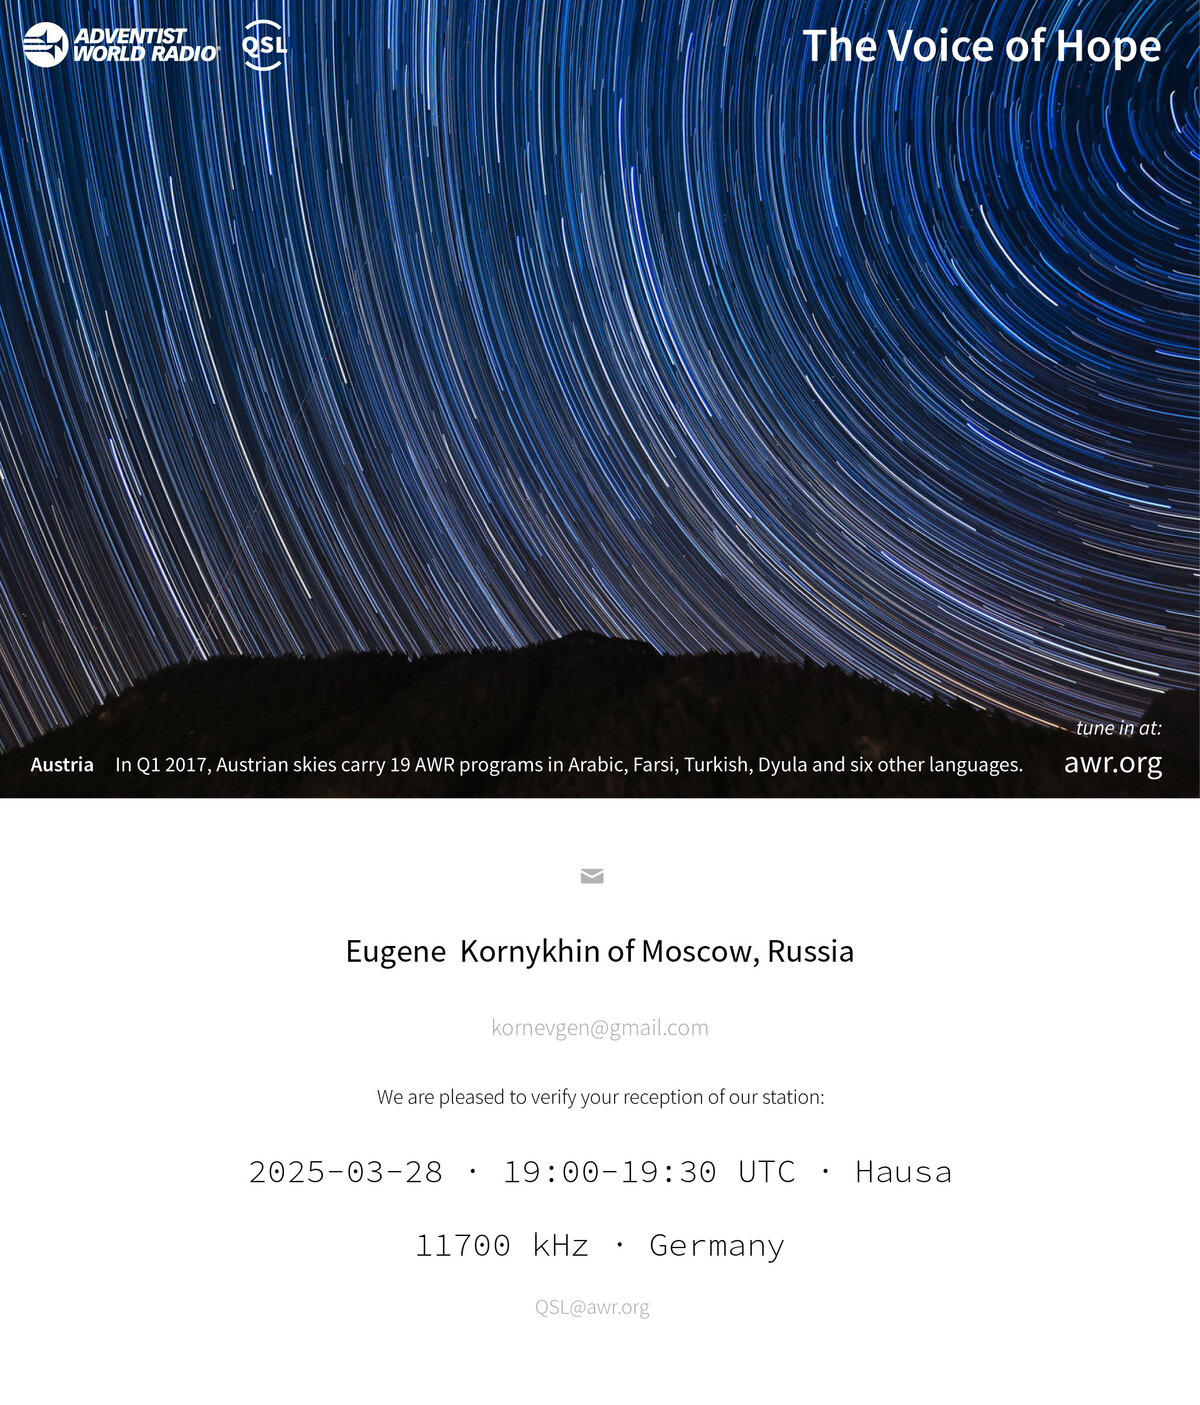 ADVENTIST
WORLD RADIO
QSL
The Voice of Hope
tune in at:
Austria In Q1 2017, Austrian skies carry 19 AWR programs in Arabic, Farsi, Turkish, Dyula and six other languages.
awr.org
Eugene  Kornykhin of Moscow, Russia
kornevgen@gmail.com
We are pleased to verify your reception of our station:
2025-03-28 · 19:00-19:30 UTC · Hausa
11700 kHz · Germany
QSL@awr.org